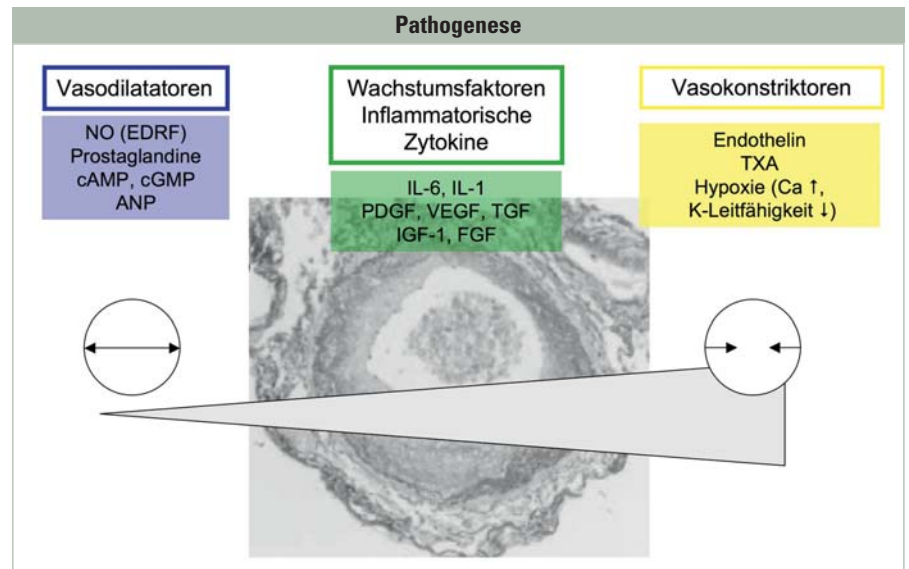 Pathogenese
Vasodilatatoren
NO (EDRF)
Prostaglandine
cAMP, cGMP
ANP
Wachstumsfaktoren
Inflammatorische
Zytokine
IL-6, IL-1
PDGF, VEGF, TGF
IGF-1, FGF
Vasokonstriktoren
Endothelin
TXA
Hypoxie (Ca ↑,
K-Leitfähigkeit ↓)